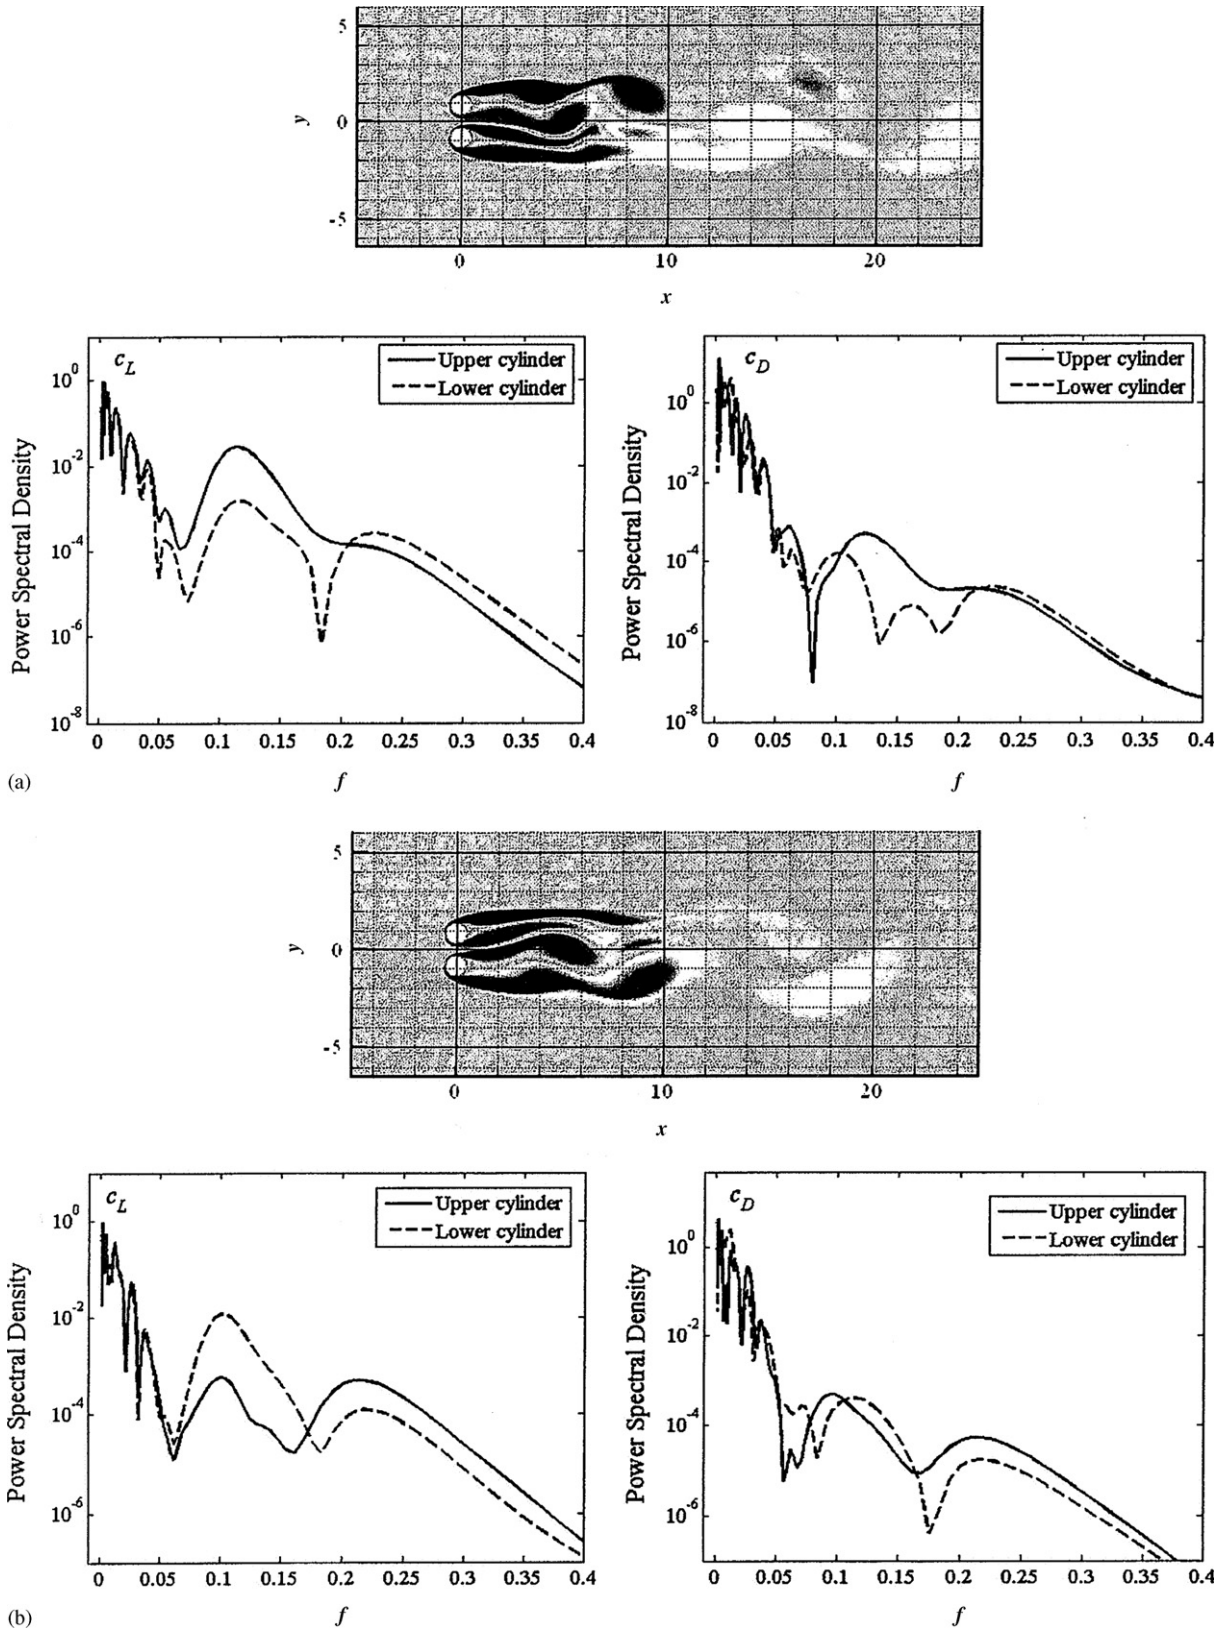 5
y
0
-5
0
10
20
x
c_L
Upper cylinder
Lower cylinder
Power Spectral Density
10^0
10^-2
10^-4
10^-6
10^-8
0
0.05
0.1
0.15
0.2
0.25
0.3
0.35
0.4
f
c_D
Upper cylinder
Lower cylinder
Power Spectral Density
10^0
10^-2
10^-4
10^-6
10^-8
0
0.05
0.1
0.15
0.2
0.25
0.3
0.35
0.4
f
(a)
5
y
0
-5
0
10
20
x
c_L
Upper cylinder
Lower cylinder
Power Spectral Density
10^0
10^-2
10^-4
10^-6
0
0.05
0.1
0.15
0.2
0.25
0.3
0.35
0.4
f
c_D
Upper cylinder
Lower cylinder
Power Spectral Density
10^0
10^-2
10^-4
10^-6
0
0.05
0.1
0.15
0.2
0.25
0.3
0.35
0.4
f
(b)